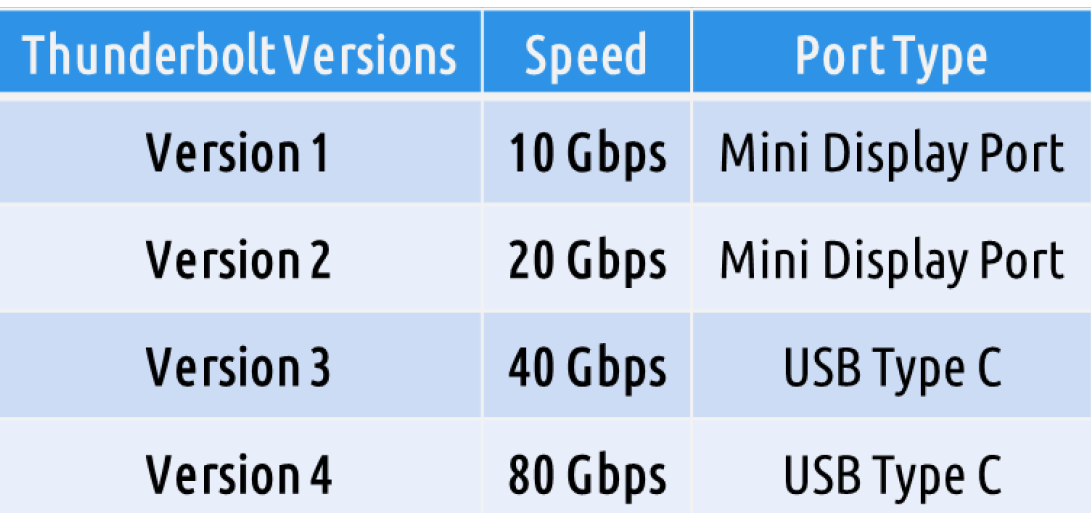 Thunderbolt Versions Speed Port Type
Version 1 10 Gbps Mini Display Port
Version 2 20 Gbps Mini Display Port
Version 3 40 Gbps USB Type C
Version 4 80 Gbps USB Type C